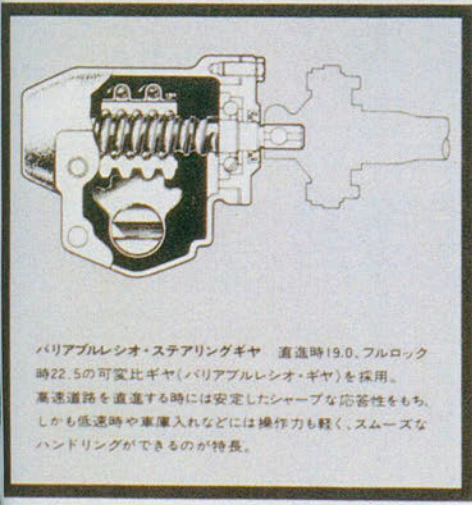 バリアブルレシオ・ステアリングギヤ　直進時19.0、フルロック
時22.5の可変比ギヤ(バリアブルレシオ・ギヤ)を採用。
高速道路を直進する時には安定したシャープな応答性をもち、
しかも低速時や車庫入れなどには操作力も軽く、スムーズな
ハンドリングができるのが特長。